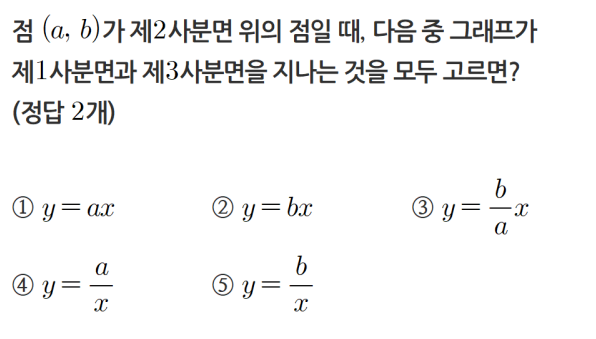 점 (a, b)가 제2사분면 위의 점일 때, 다음 중 그래프가
제1사분면과 제3사분면을 지나는 것을 모두 고르면?
(정답 2개)
① y=ax ② y=bx ③ y=\frac{b}{a}x
④ y=\frac{a}{x} ⑤ y=\frac{b}{x}